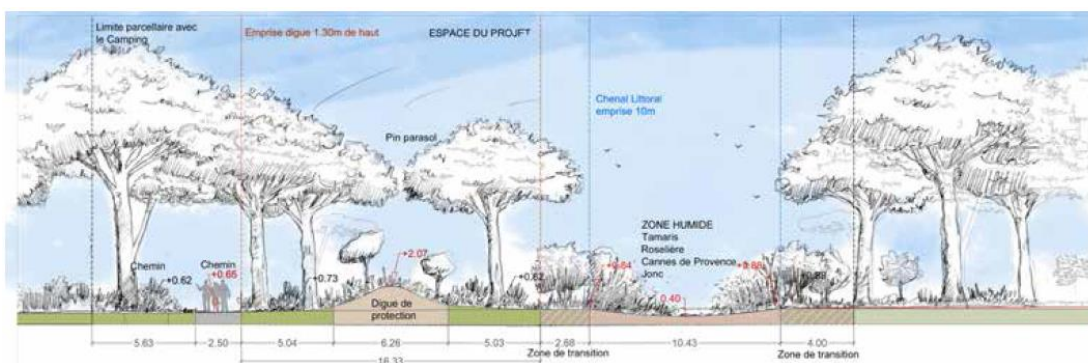 Limite parcellaire avec
le Camping
Emprise digue 1.30m de haut
ESPACE DU PROJET
Chenal Littoral
emprise 10m
Pin parasol
ZONE HUMIDE
Tamaris
Roselière
Cannes de Provence
Jonc
Chemin
+0.62
Chemin
+0.65
+0.73
+2.07
+0.62
0.40
Digue de
protection
5.63
2.50
5.04
6.26
5.03
2.68
10.43
4.00
16.33
Zone de transition
Zone de transition